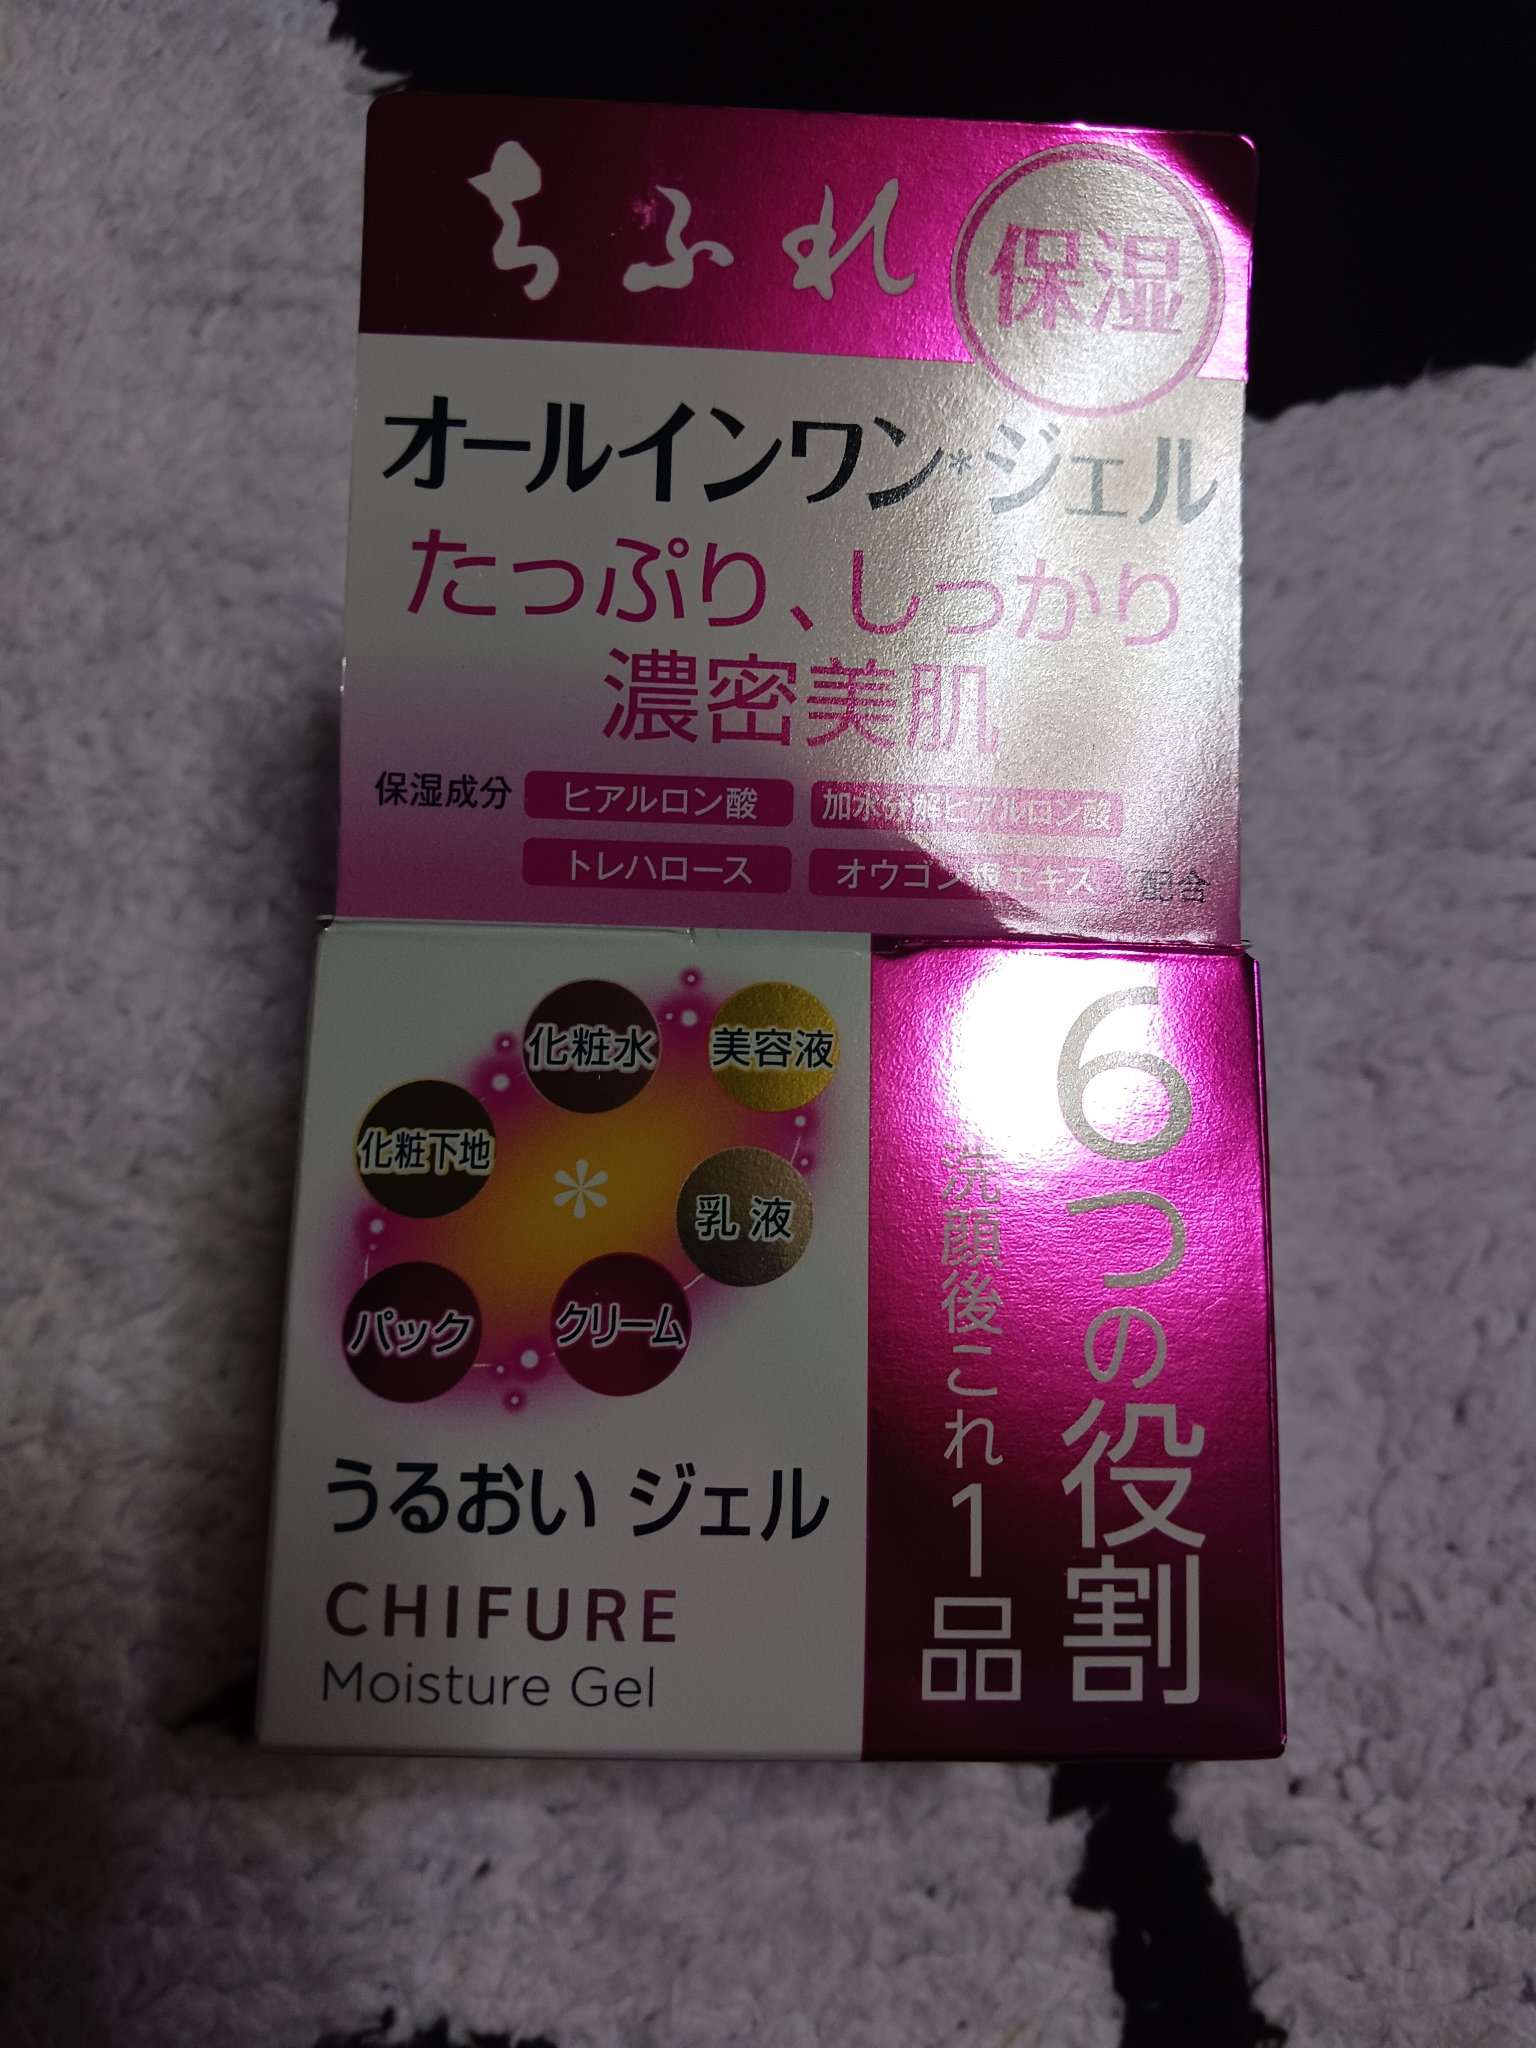 ちふれ
保湿
オールインワン*ジェル
たっぷり、しっかり
濃密美肌
保湿成分 ヒアルロン酸 加水分解ヒアルロン酸
トレハロース オウゴン根エキス 配合
化粧水
美容液
化粧下地
*
乳液
パック
クリーム
うるおい ジェル
CHIFURE
Moisture Gel
6つの役割
洗顔後これ1品